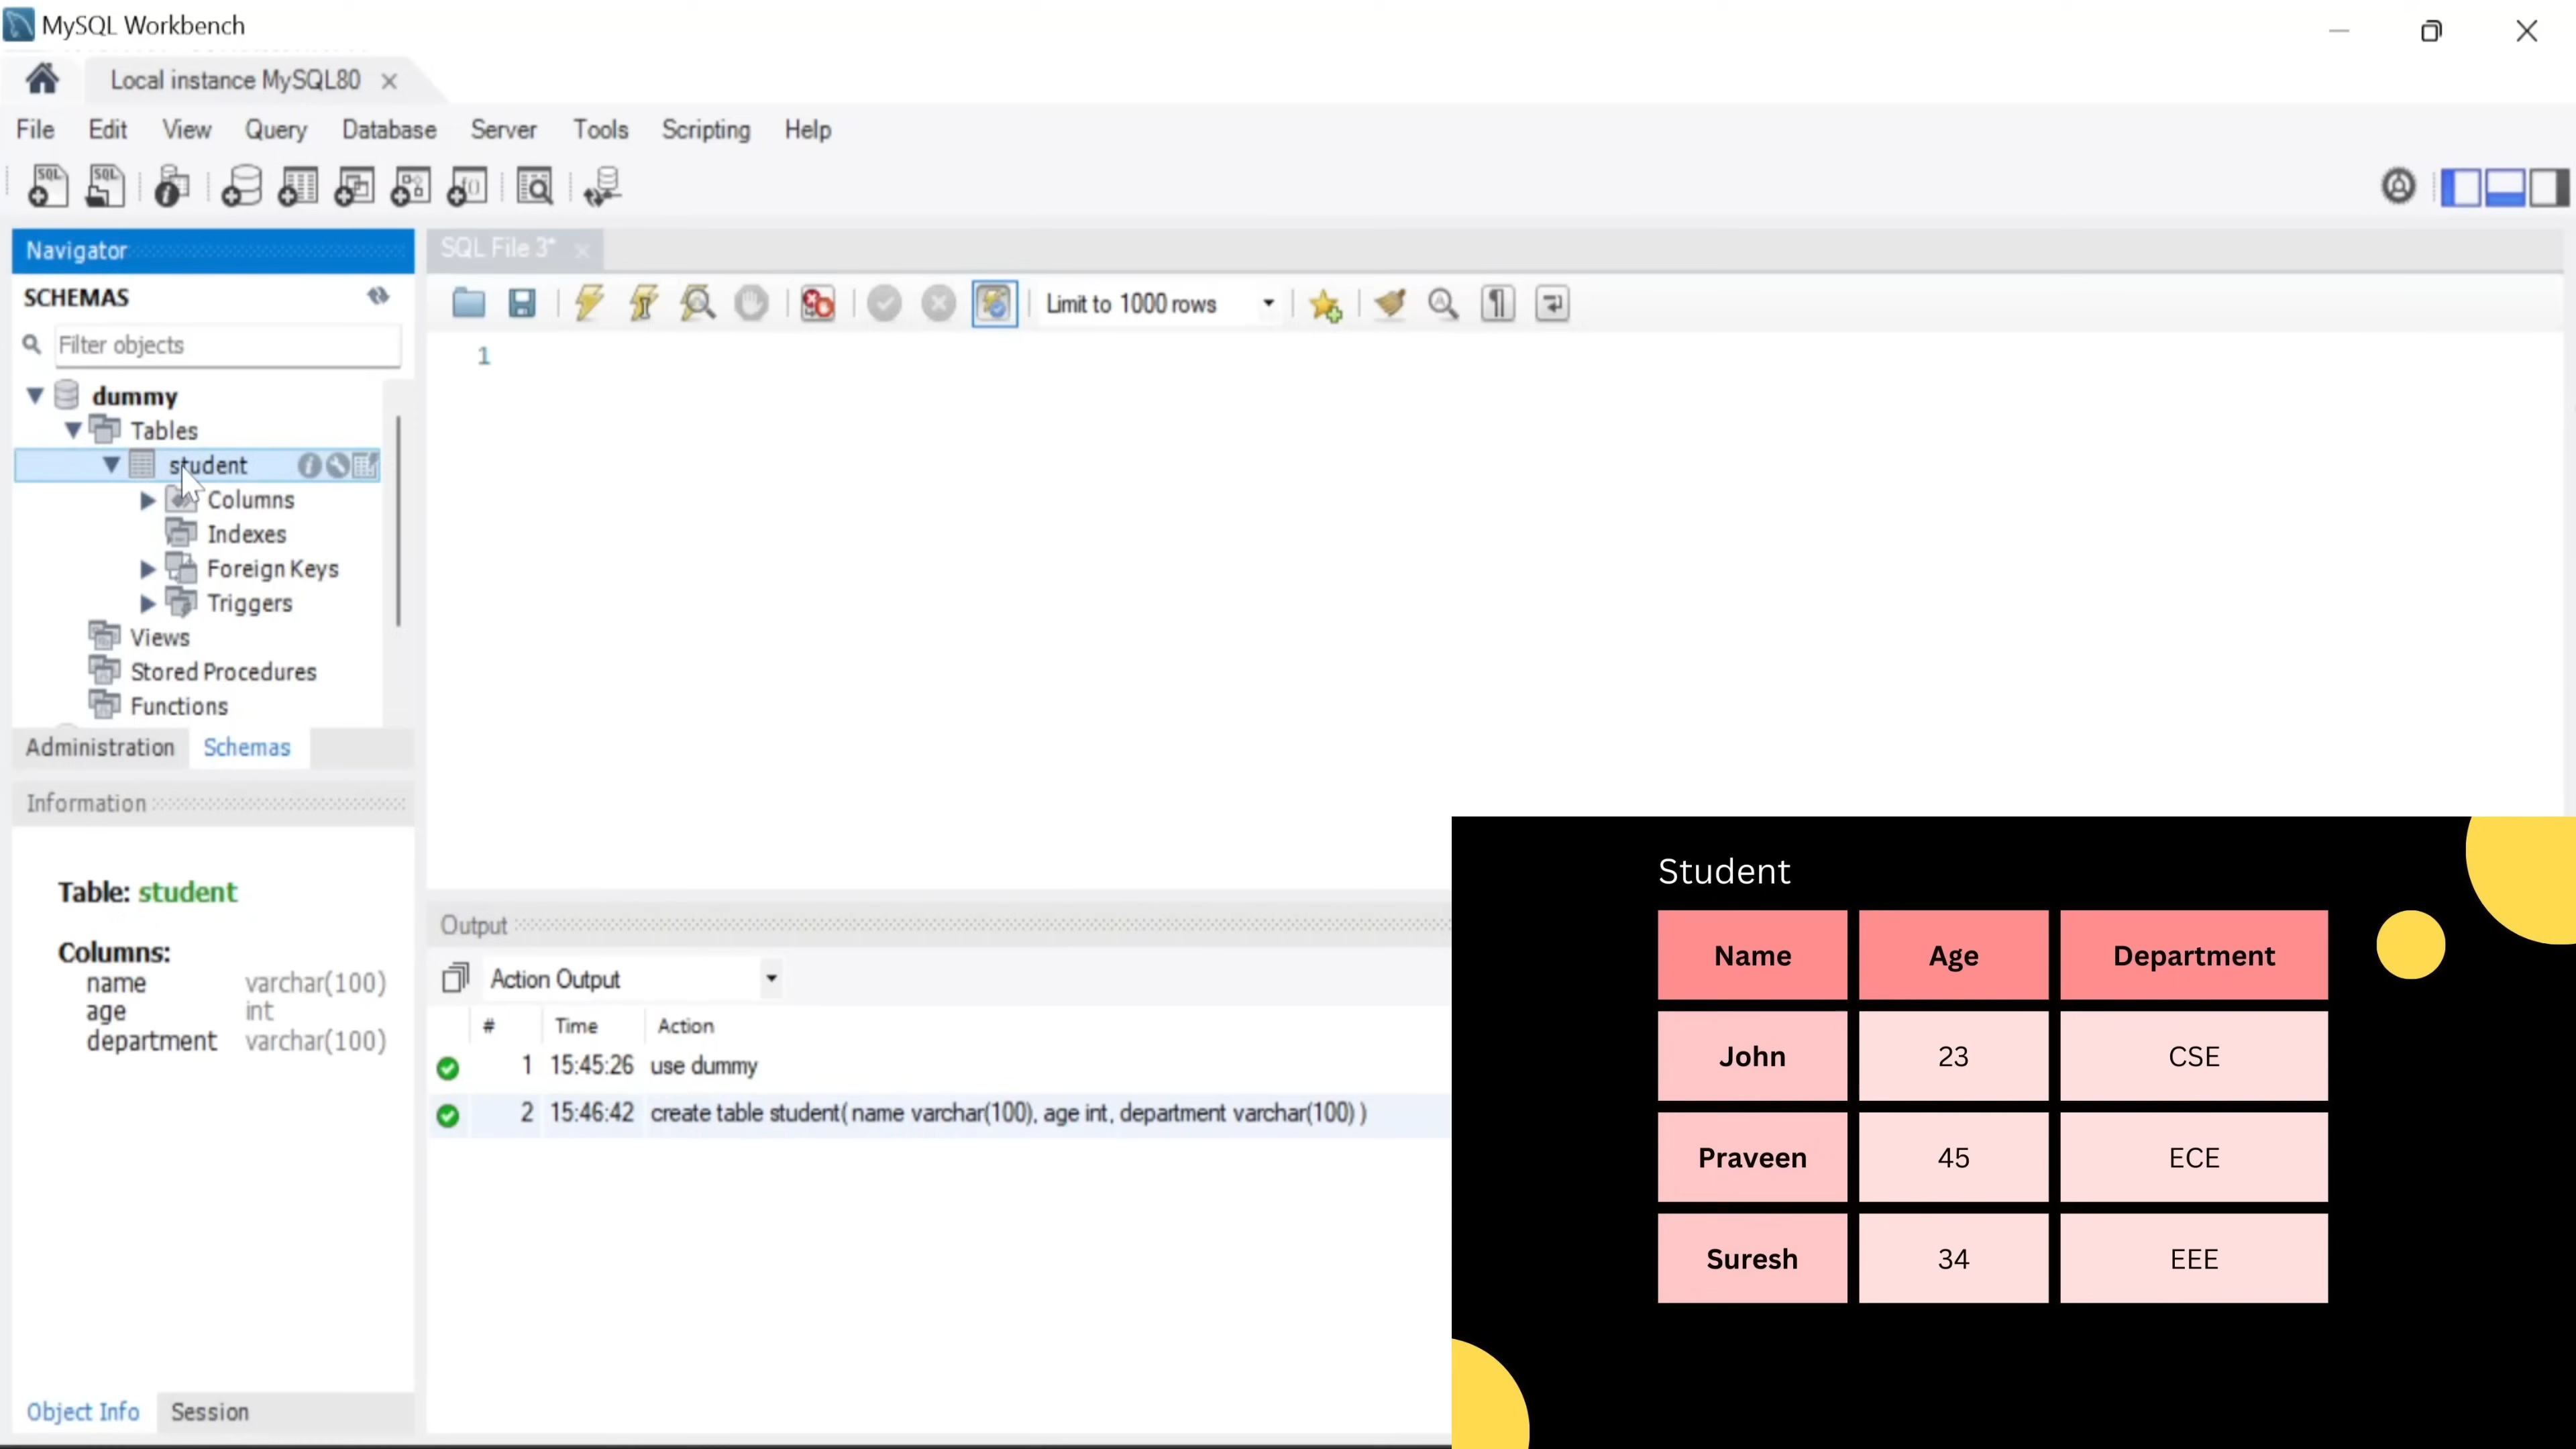 MySQL Workbench
Local instance MySQL80
File Edit View Query Database Server Tools Scripting Help
Navigator
SCHEMAS
Filter objects
dummy
Tables
student
Columns
Indexes
Foreign Keys
Triggers
Views
Stored Procedures
Functions
Administration Schemas
Information
Table: student
Columns:
name varchar(100)
age int
department varchar(100)
Object Info Session
SQL File 3*
Limit to 1000 rows
1
Output
Action Output
# Time Action
1 15:45:26 use dummy
2 15:46:42 create table student( name varchar(100), age int, department varchar(100) )
Student
Name Age Department
John 23 CSE
Praveen 45 ECE
Suresh 34 EEE